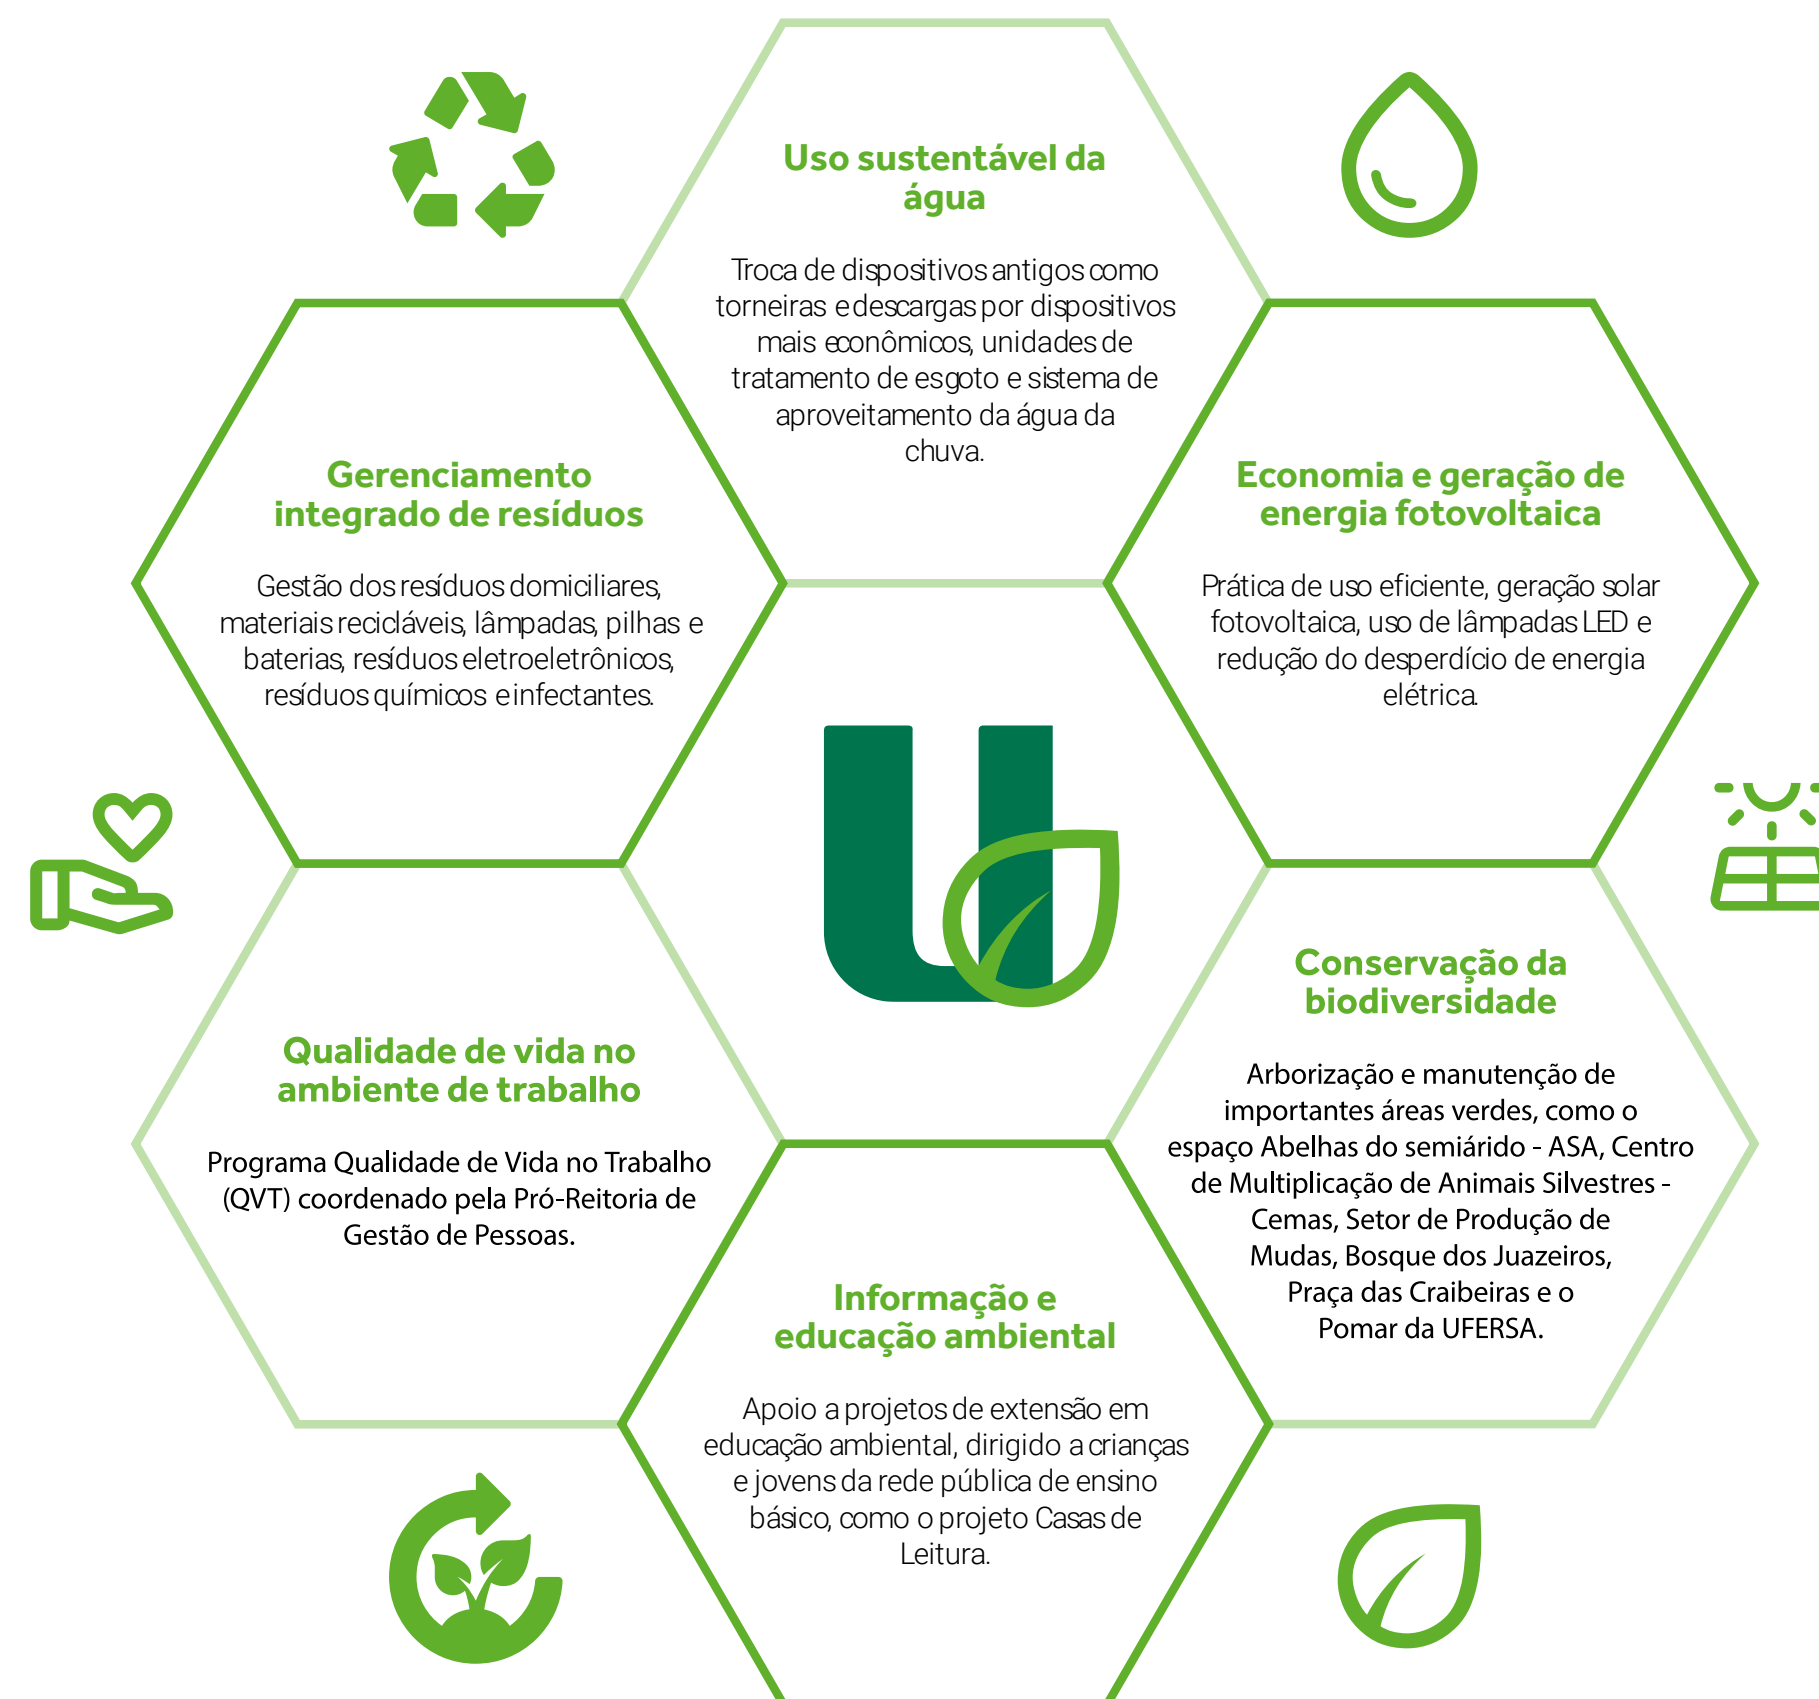 Uso sustentável da
água
Troca de dispositivos antigos como
torneiras e descargas por dispositivos
mais econômicos, unidades de
tratamento de esgoto e sistema de
aproveitamento da água da
chuva.
Gerenciamento
integrado de resíduos
Gestão dos resíduos domiciliares,
materiais recicláveis, lâmpadas, pilhas e
baterias, resíduos eletroeletrônicos,
resíduos químicos e infectantes.
Economia e geração de
energia fotovoltaica
Prática de uso eficiente, geração solar
fotovoltaica, uso de lâmpadas LED e
redução do desperdício de energia
elétrica.
U
Qualidade de vida no
ambiente de trabalho
Programa Qualidade de Vida no Trabalho
(QVT) coordenado pela Pró-Reitoria de
Gestão de Pessoas.
Conservação da
biodiversidade
Arborização e manutenção de
importantes áreas verdes, como o
espaço Abelhas do semiárido - ASA, Centro
de Multiplicação de Animais Silvestres -
Cemas, Setor de Produção de
Mudas, Bosque dos Juazeiros,
Praça das Craibeiras e o
Pomar da UFERSA.
Informação e
educação ambiental
Apoio a projetos de extensão em
educação ambiental, dirigido a crianças
e jovens da rede pública de ensino
básico, como o projeto Casas de
Leitura.